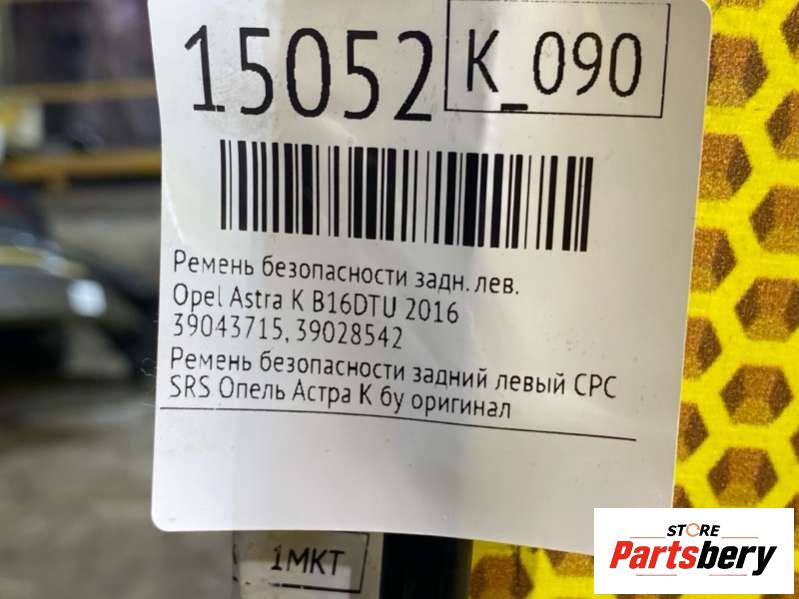 15052 K_090
Ремень безопасности задн. лев.
Opel Astra K B16DTU 2016
39043715, 39028542
Ремень безопасности задний левый СРС
SRS Опель Астра К бу оригинал
1МКТ
STORE
Partsbery